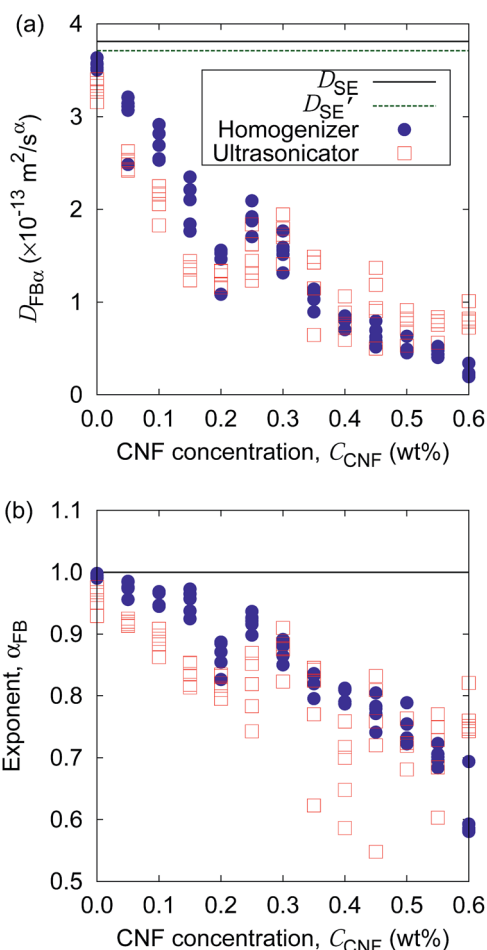 (a)
D_SE
D_SE′
Homogenizer
Ultrasonicator
D_FBα (×10⁻¹³ m²/s^α)
4
3
2
1
0
0.0 0.1 0.2 0.3 0.4 0.5 0.6
CNF concentration, C_CNF (wt%)
(b)
Exponent, α_FB
1.1
1.0
0.9
0.8
0.7
0.6
0.5
0.0 0.1 0.2 0.3 0.4 0.5 0.6
CNF concentration, C_CNF (wt%)